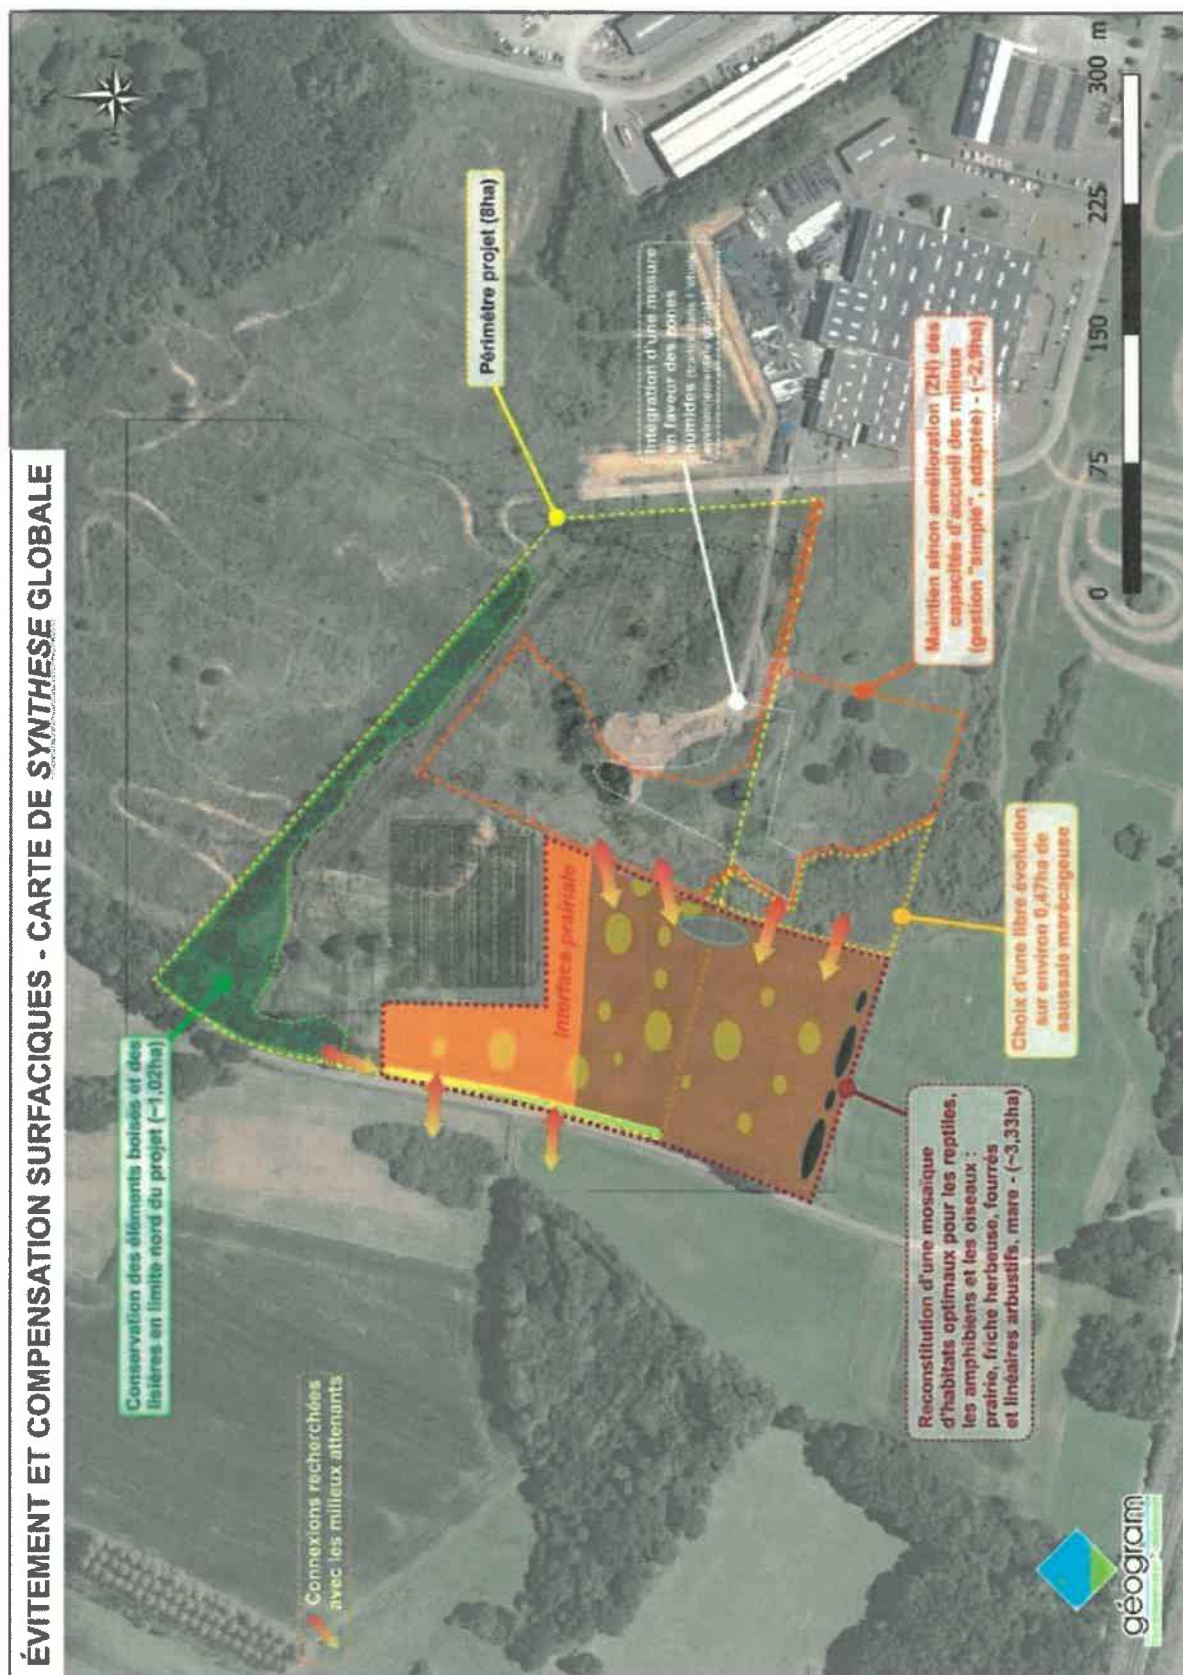 ÉVITEMENT ET COMPENSATION SURFACIQUES - CARTE DE SYNTHESE GLOBALE
Conservation des éléments boisés et des
lisières en limite nord du projet (~1,02ha)
Périmètre projet (8ha)
Connexions recherchées
avec les milieux attenants
Interface prairiale
Intégration d'une mesure
en faveur des zones
humides
Maintien sinon amélioration (ZH) des
capacités d'accueil des milieux
(gestion "simple", adaptée) - (~2,9ha)
Choix d'une libre évolution
sur environ 0,47ha de
saussaie marécageuse
Reconstitution d'une mosaïque
d'habitats optimaux pour les reptiles,
les amphibiens et les oiseaux :
prairie, friche herbeuse, fourrés
et linéaires arbustifs, mare - (~3,33ha)
0 75 150 225 300 m
géogram